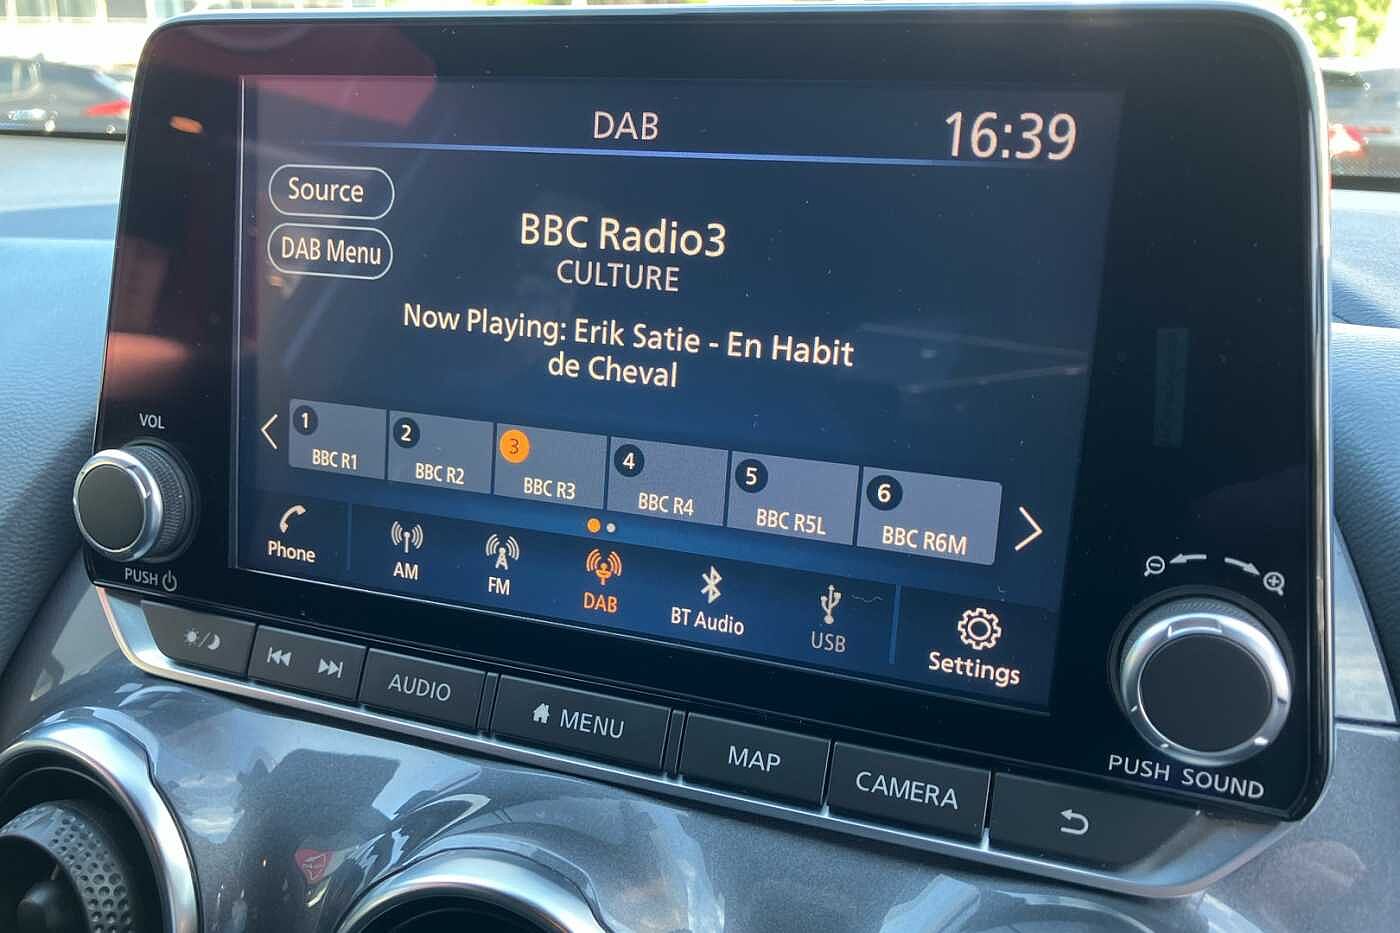 DAB
16:39
Source
DAB Menu
BBC Radio3
CULTURE
Now Playing: Erik Satie - En Habit
de Cheval
1
BBC R1
2
BBC R2
3
BBC R3
4
BBC R4
5
BBC R5L
6
BBC R6M
Phone
AM
FM
DAB
BT Audio
USB
Settings
VOL
PUSH
AUDIO
MENU
MAP
CAMERA
PUSH SOUND